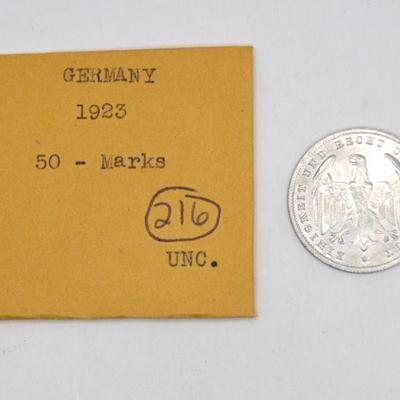 GERMANY
1923
50 - Marks
216
UNC.
EINIGKEIT UND RECHT